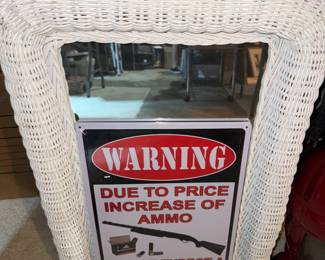 WARNING
DUE TO PRICE
INCREASE OF
AMMO